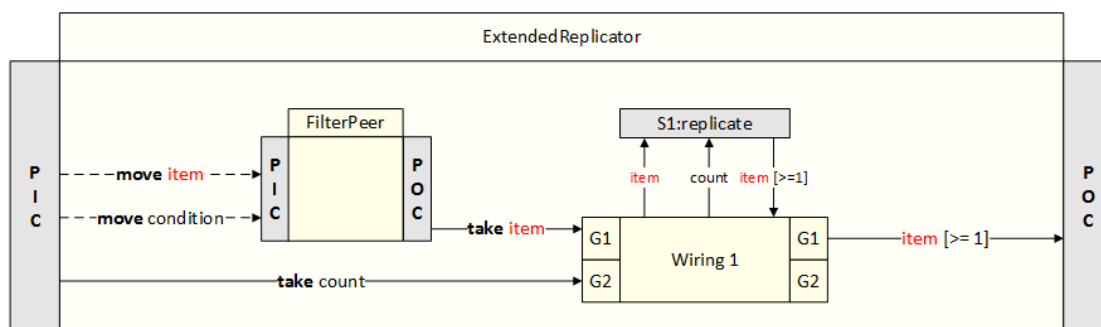 ExtendedReplicator
FilterPeer
S1:replicate
P
I
C
move item
move condition
P
I
C
P
O
C
take item
take count
item
count
item [>=1]
G1
G2
Wiring 1
G1
G2
item [>= 1]
P
O
C